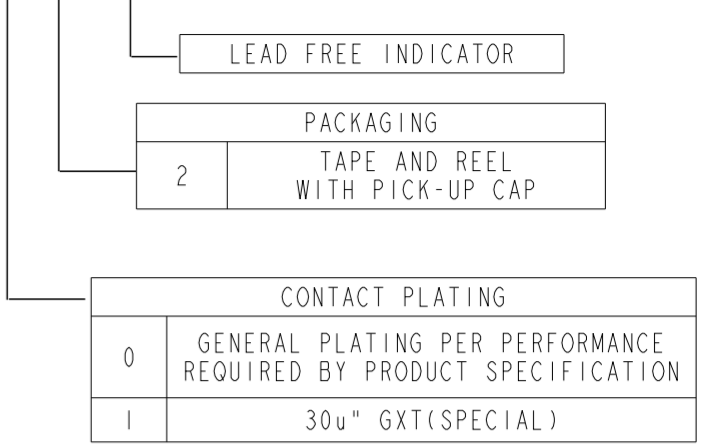 LEAD FREE INDICATOR
PACKAGING
2 TAPE AND REEL
WITH PICK-UP CAP
CONTACT PLATING
0 GENERAL PLATING PER PERFORMANCE
REQUIRED BY PRODUCT SPECIFICATION
1 30u" GXT(SPECIAL)